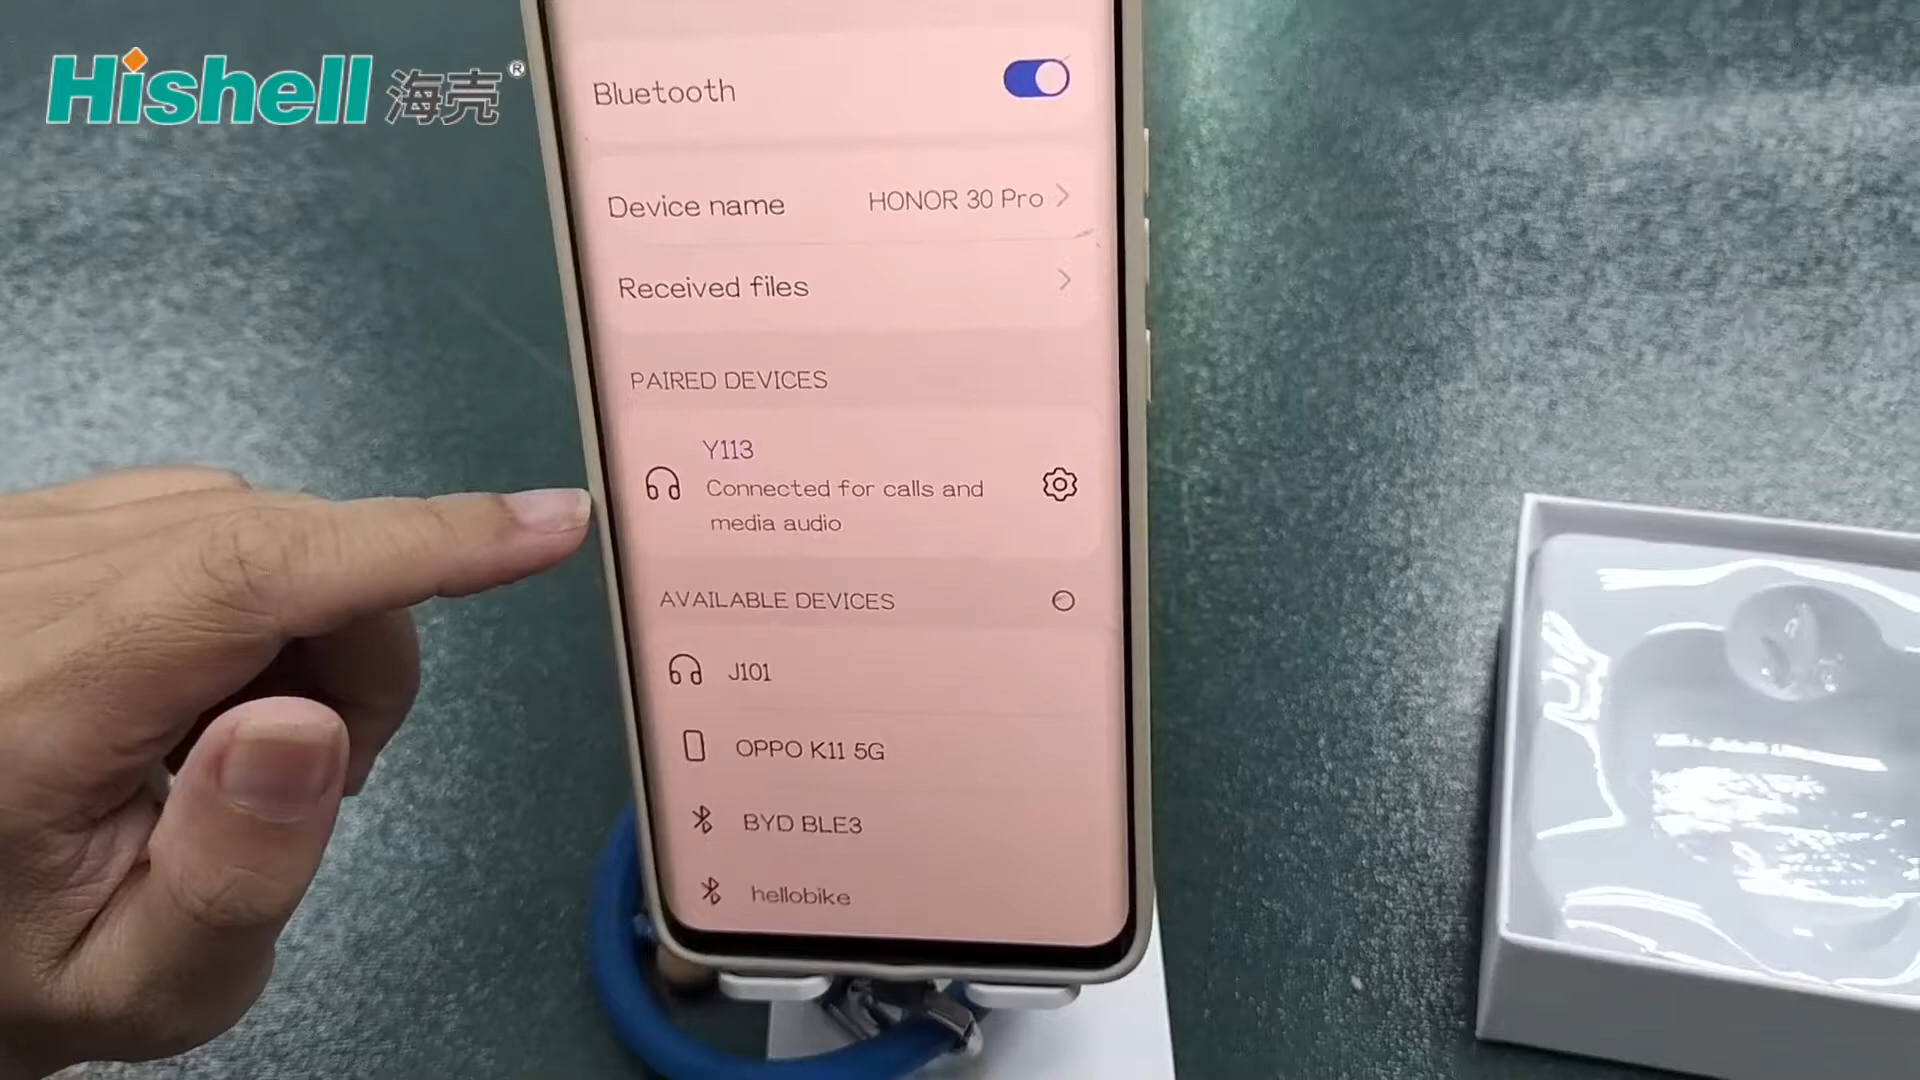 Hishell 海壳®
Bluetooth
Device name HONOR 30 Pro
Received files
PAIRED DEVICES
Y113
Connected for calls and
media audio
AVAILABLE DEVICES
J101
OPPO K11 5G
BYD BLE3
hellobike